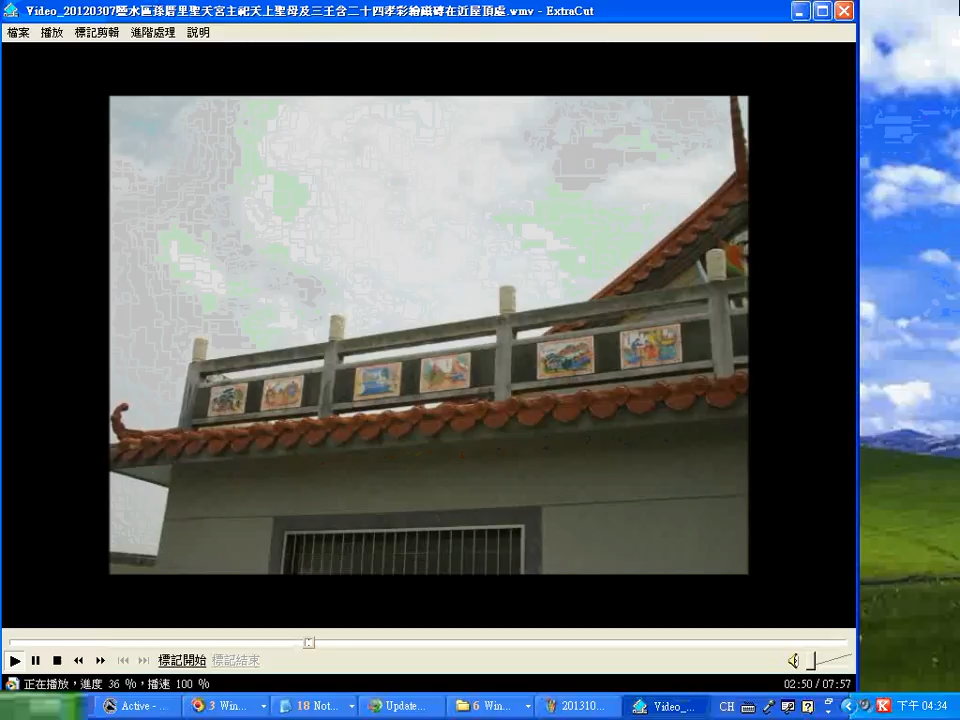 Video_20120307鹽水區孫厝里聖天宮主祀天上聖母及三王含二十四孝彩繪磁磚在近屋頂處.wmv - ExtraCut
檔案 播放 標記剪輯 進階處理 說明
標記開始 標記結束
正在播放，進度 36 %，播速 100 % 02:50 / 07:57
Active - ... 3 Win... 18 Not... Update... 6 Win... 201310... Video_... CH K 下午 04:34